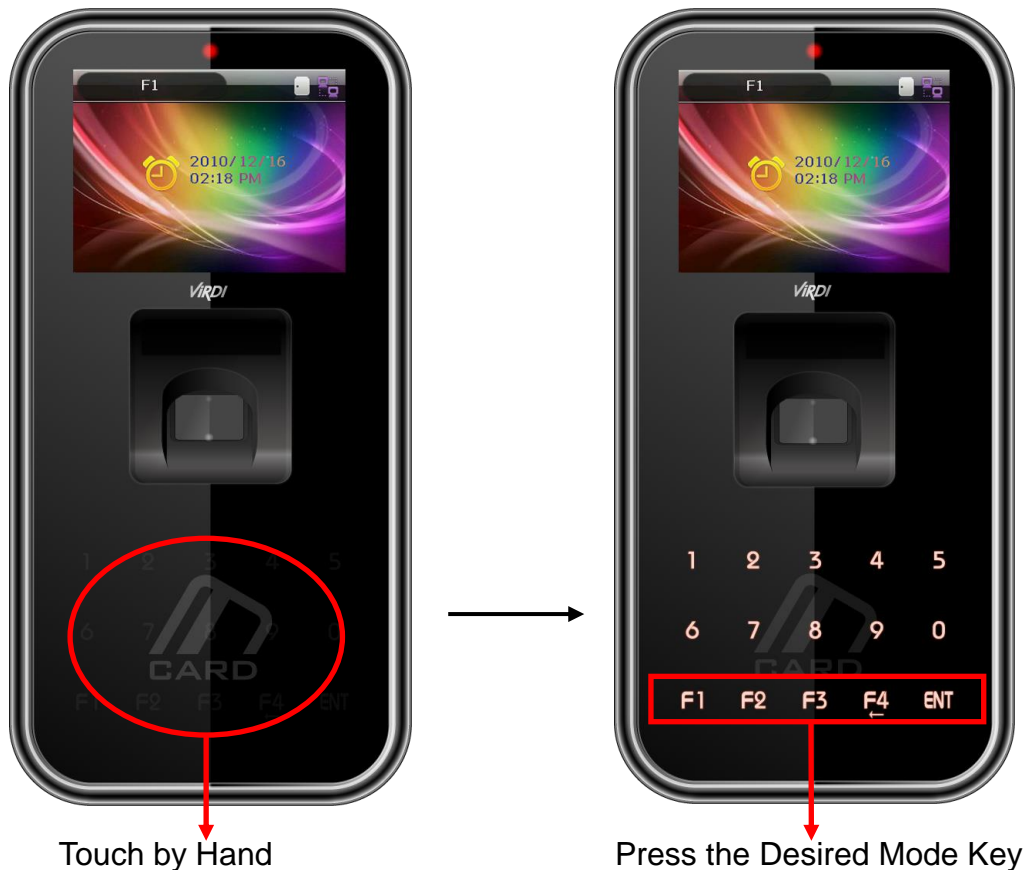 F1
2010/12/16
02:18 PM
ViRDI
1 2 3 4 5
6 7 8 9 0
CARD
F1 F2 F3 F4 ENT
Touch by Hand
F1
2010/12/16
02:18 PM
ViRDI
1 2 3 4 5
6 7 8 9 0
CARD
F1 F2 F3 F4 ENT
←
Press the Desired Mode Key